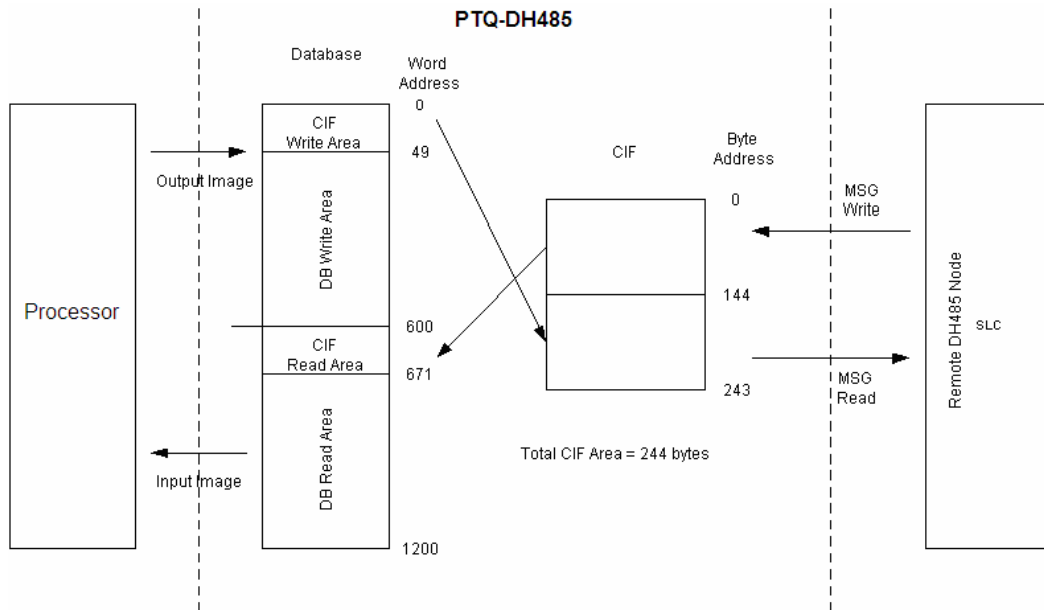 PTQ-DH485
Database
Word
Address
0
CIF
Write Area
49
Output Image
DB Write Area
Processor
600
CIF
Read Area
671
DB Read Area
Input Image
1200
CIF
Byte
Address
0
144
243
Total CIF Area = 244 bytes
MSG
Write
MSG
Read
Remote DH485 Node
SLC